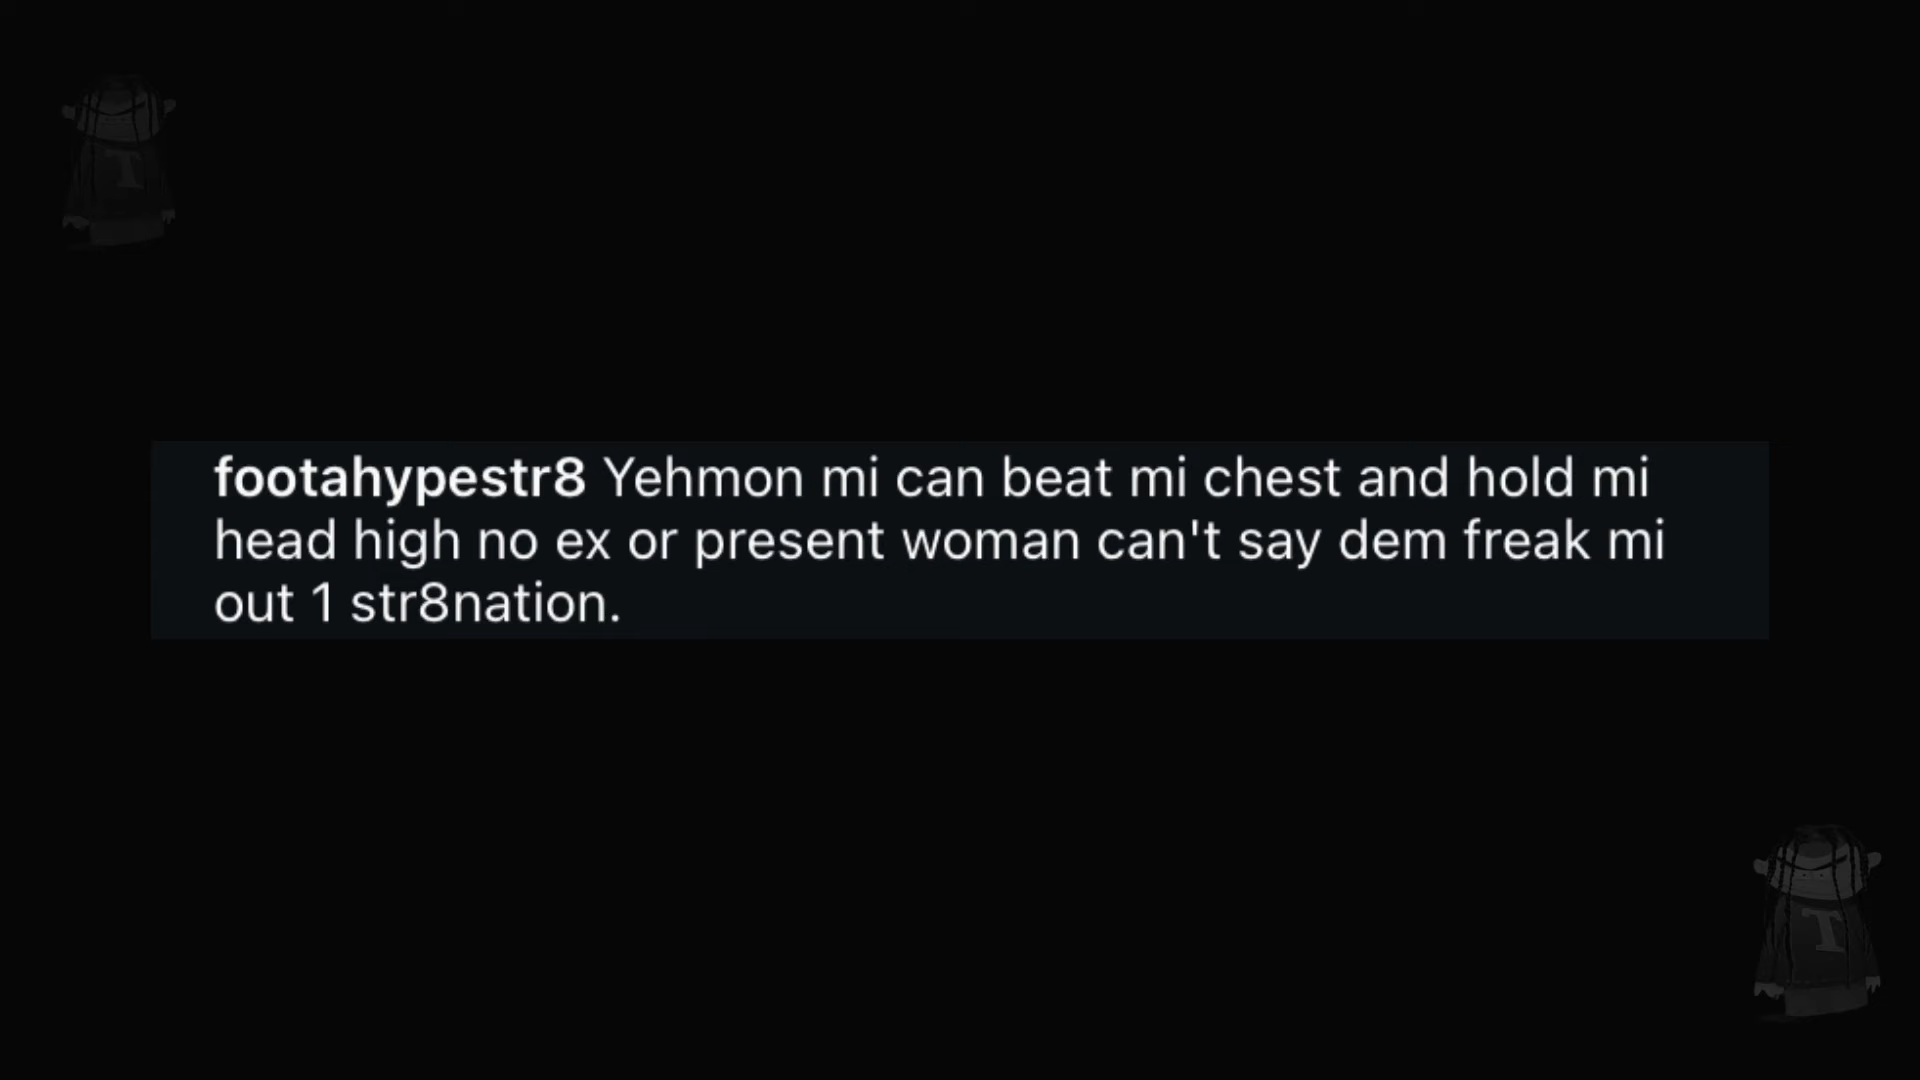 footahypestr8 Yehmon mi can beat mi chest and hold mi
head high no ex or present woman can't say dem freak mi
out 1 str8nation.
T
T